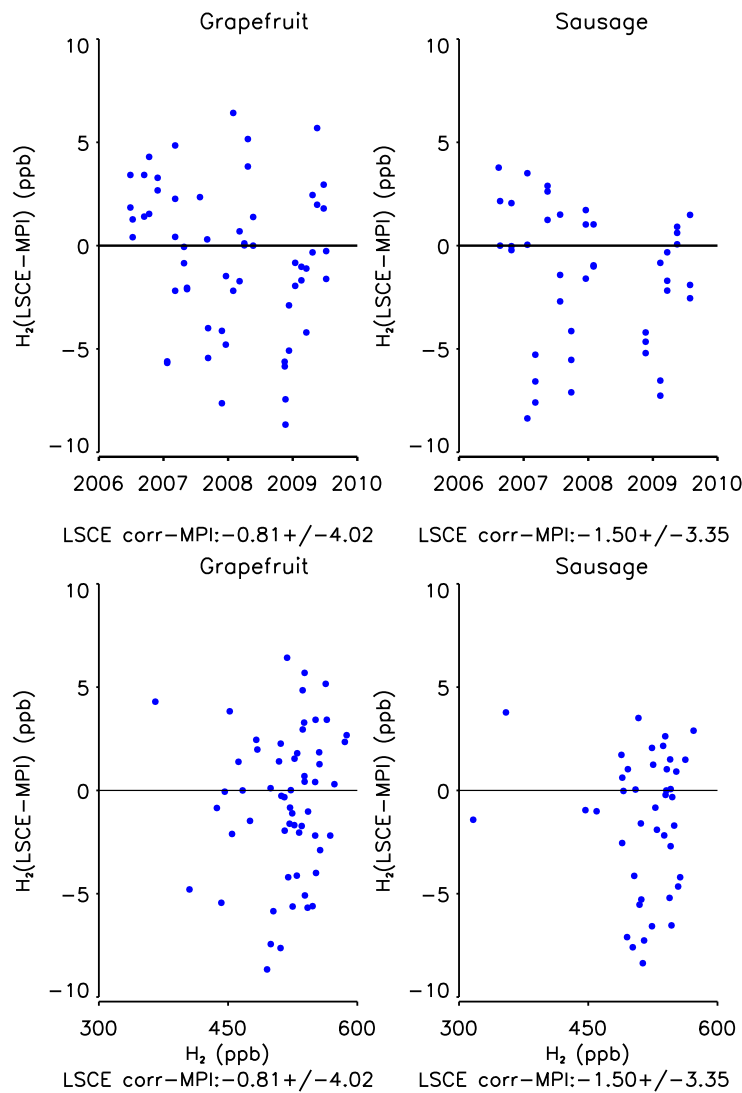 Grapefruit
Sausage
10
5
0
−5
−10
H₂(LSCE−MPI) (ppb)
2006 2007 2008 2009 2010
LSCE corr−MPI:−0.81+/−4.02
10
5
0
−5
−10
H₂(LSCE−MPI) (ppb)
2006 2007 2008 2009 2010
LSCE corr−MPI:−1.50+/−3.35
Grapefruit
Sausage
10
5
0
−5
−10
H₂(LSCE−MPI) (ppb)
300 450 600
H₂ (ppb)
LSCE corr−MPI:−0.81+/−4.02
10
5
0
−5
−10
H₂(LSCE−MPI) (ppb)
300 450 600
H₂ (ppb)
LSCE corr−MPI:−1.50+/−3.35